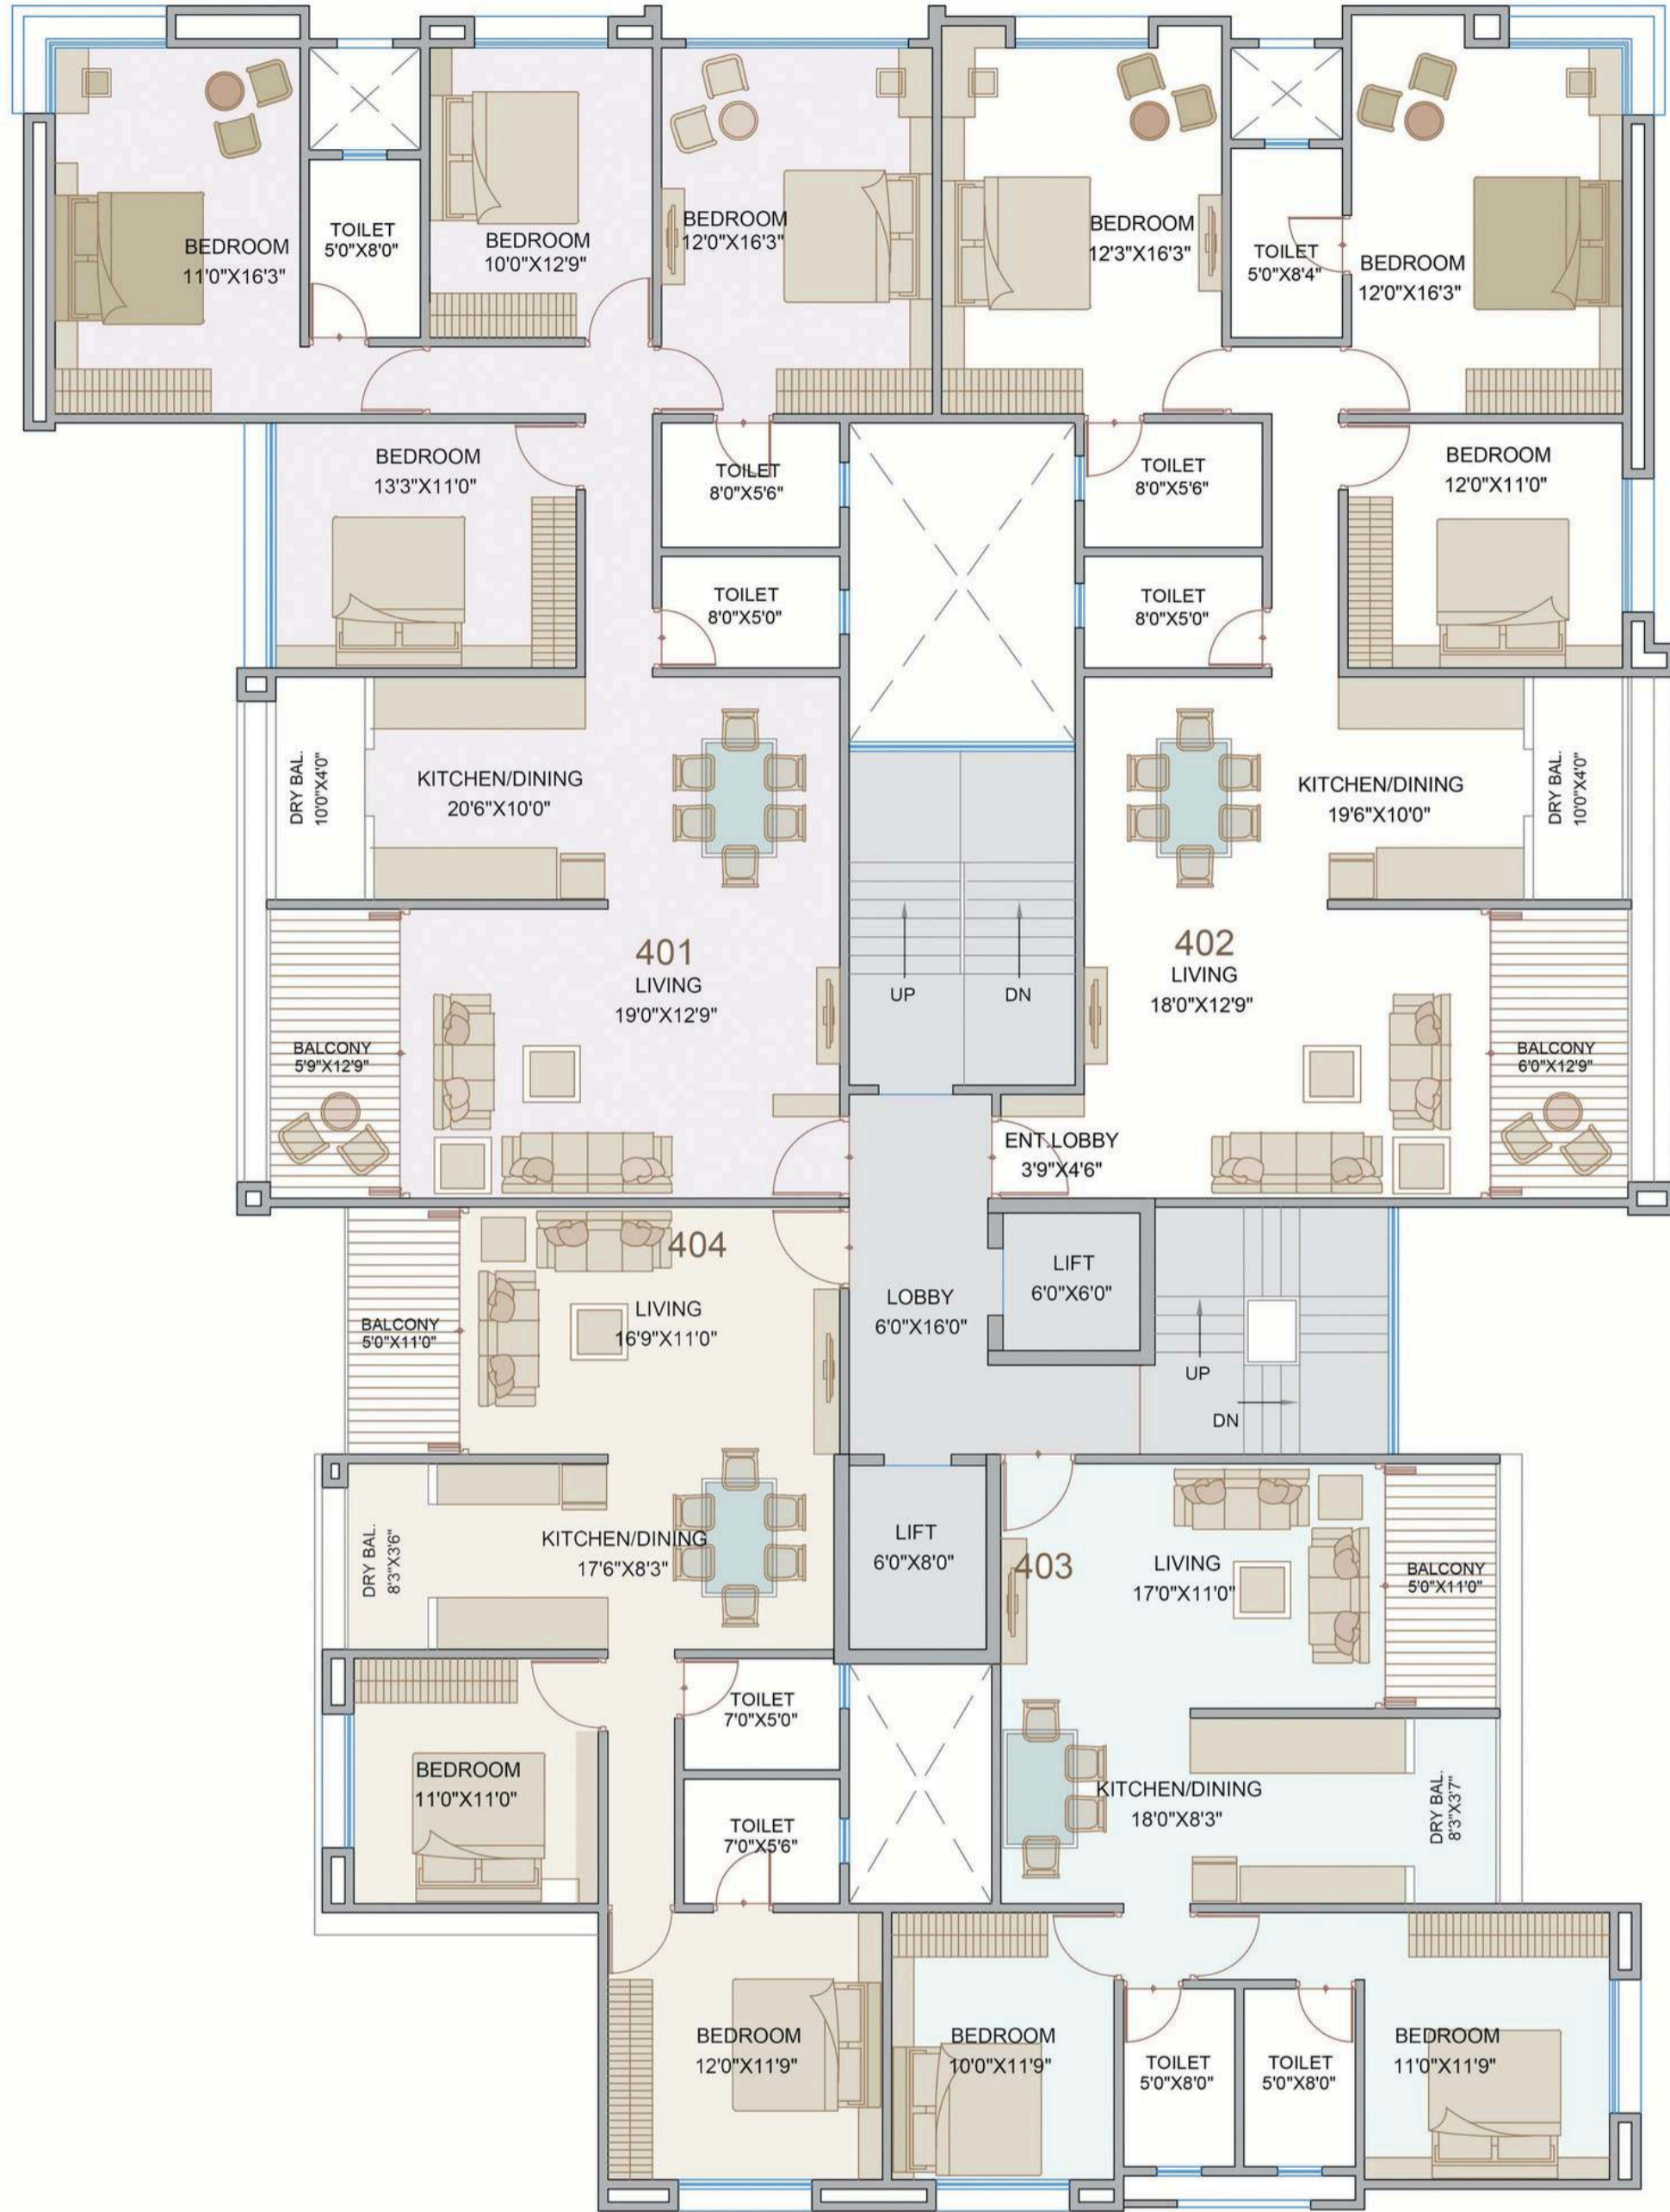 BEDROOM
11'0"X16'3"
TOILET
5'0"X8'0"
BEDROOM
10'0"X12'9"
BEDROOM
12'0"X16'3"
BEDROOM
12'3"X16'3"
TOILET
5'0"X8'4"
BEDROOM
12'0"X16'3"
BEDROOM
13'3"X11'0"
TOILET
8'0"X5'6"
TOILET
8'0"X5'6"
BEDROOM
12'0"X11'0"
TOILET
8'0"X5'0"
TOILET
8'0"X5'0"
DRY BAL.
10'0"X4'0"
KITCHEN/DINING
20'6"X10'0"
KITCHEN/DINING
19'6"X10'0"
DRY BAL.
10'0"X4'0"
401
LIVING
19'0"X12'9"
UP
DN
402
LIVING
18'0"X12'9"
BALCONY
5'9"X12'9"
BALCONY
6'0"X12'9"
ENT.LOBBY
3'9"X4'6"
404
LIVING
16'9"X11'0"
BALCONY
5'0"X11'0"
LOBBY
6'0"X16'0"
LIFT
6'0"X6'0"
UP
DN
DRY BAL.
8'3"X3'6"
KITCHEN/DINING
17'6"X8'3"
LIFT
6'0"X8'0"
403
LIVING
17'0"X11'0"
BALCONY
5'0"X11'0"
TOILET
7'0"X5'0"
BEDROOM
11'0"X11'0"
TOILET
7'0"X5'6"
KITCHEN/DINING
18'0"X8'3"
DRY BAL.
8'3"X3'7"
BEDROOM
12'0"X11'9"
BEDROOM
10'0"X11'9"
TOILET
5'0"X8'0"
TOILET
5'0"X8'0"
BEDROOM
11'0"X11'9"